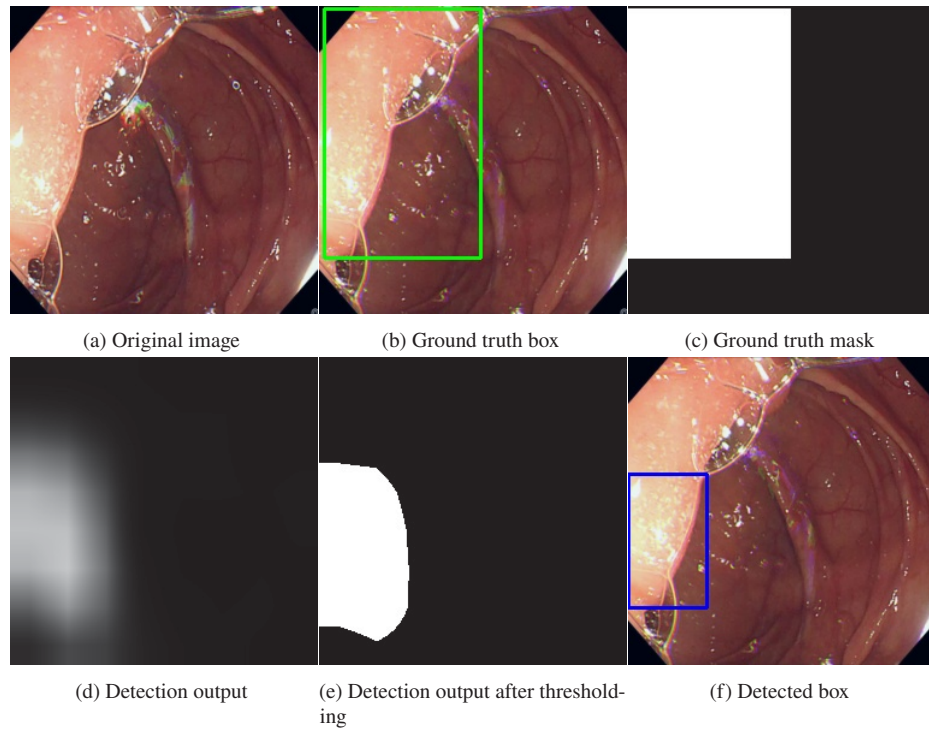 (a) Original image
(b) Ground truth box
(c) Ground truth mask
(d) Detection output
(e) Detection output after threshold-
ing
(f) Detected box